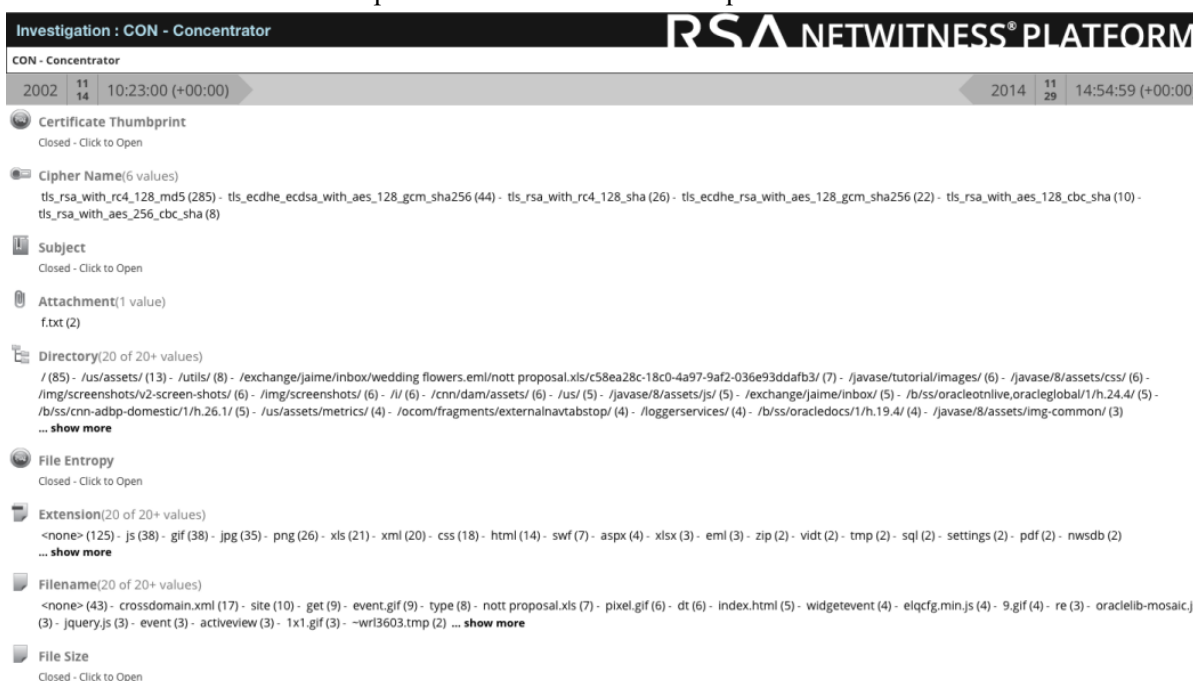 Investigation : CON - Concentrator
RSA NETWITNESS® PLATFORM
CON - Concentrator
2002 11 14 10:23:00 (+00:00) 2014 11 29 14:54:59 (+00:00
Certificate Thumbprint
Closed - Click to Open
Cipher Name(6 values)
tls_rsa_with_rc4_128_md5 (285) - tls_ecdhe_ecdsa_with_aes_128_gcm_sha256 (44) - tls_rsa_with_rc4_128_sha (26) - tls_ecdhe_rsa_with_aes_128_gcm_sha256 (22) - tls_rsa_with_aes_128_cbc_sha (10) -
tls_rsa_with_aes_256_cbc_sha (8)
Subject
Closed - Click to Open
Attachment(1 value)
f.txt (2)
Directory(20 of 20+ values)
/ (85) - /us/assets/ (13) - /utils/ (8) - /exchange/jaime/inbox/wedding flowers.eml/nott proposal.xls/c58ea28c-18c0-4a97-9af2-036e93ddafb3/ (7) - /javase/tutorial/images/ (6) - /javase/8/assets/css/ (6) -
/img/screenshots/v2-screen-shots/ (6) - /img/screenshots/ (6) - /i/ (6) - /cnn/dam/assets/ (6) - /us/ (5) - /javase/8/assets/js/ (5) - /exchange/jaime/inbox/ (5) - /b/ss/oracleotnlive,oracleglobal/1/h.24.4/ (5) -
/b/ss/cnn-adbp-domestic/1/h.26.1/ (5) - /us/assets/metrics/ (4) - /ocom/fragments/externalnavtabstop/ (4) - /loggerservices/ (4) - /b/ss/oracledocs/1/h.19.4/ (4) - /javase/8/assets/img-common/ (3)
... show more
File Entropy
Closed - Click to Open
Extension(20 of 20+ values)
<none> (125) - js (38) - gif (38) - jpg (35) - png (26) - xls (21) - xml (20) - css (18) - html (14) - swf (7) - aspx (4) - xlsx (3) - eml (3) - zip (2) - vidt (2) - tmp (2) - sql (2) - settings (2) - pdf (2) - nwsdb (2)
... show more
Filename(20 of 20+ values)
<none> (43) - crossdomain.xml (17) - site (10) - get (9) - event.gif (9) - type (8) - nott proposal.xls (7) - pixel.gif (6) - dt (6) - index.html (5) - widgetevent (4) - elqcfg.min.js (4) - 9.gif (4) - re (3) - oraclelib-mosaic.j
(3) - jquery.js (3) - event (3) - activeview (3) - 1x1.gif (3) - ~wrl3603.tmp (2) ... show more
File Size
Closed - Click to Open